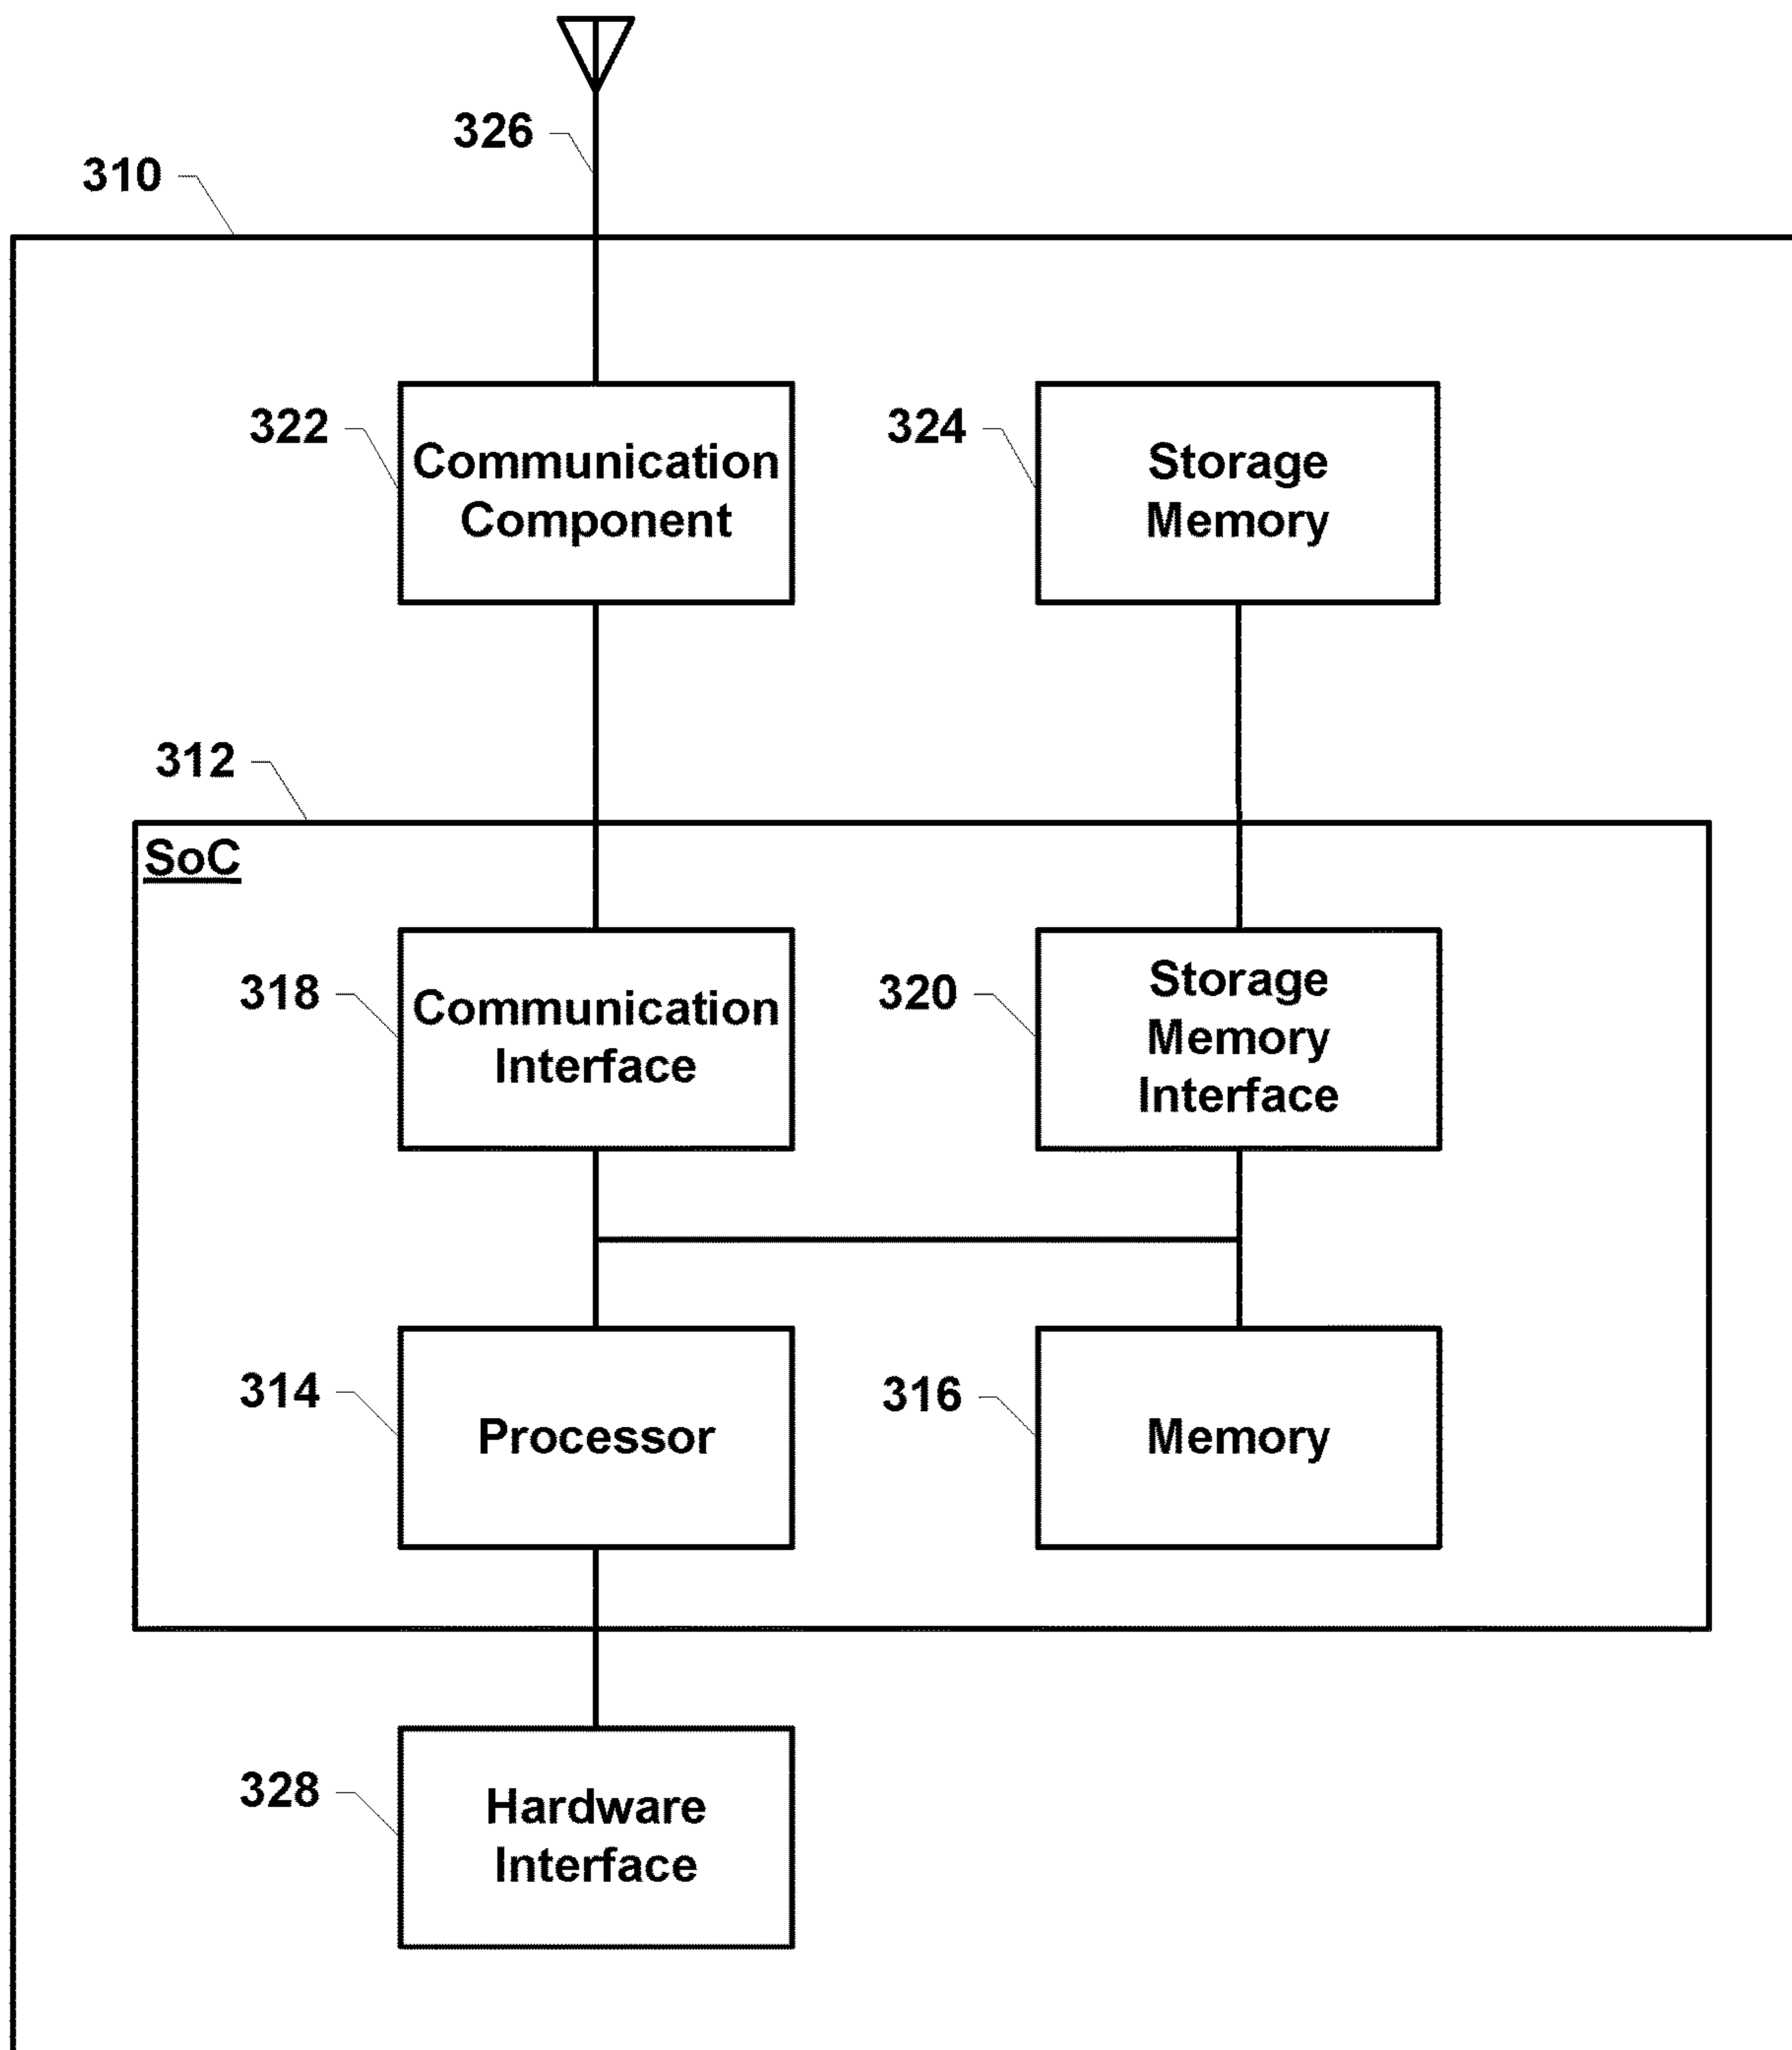 326
310
322
Communication
Component
324
Storage
Memory
312
SoC
318
Communication
Interface
320
Storage
Memory
Interface
314
Processor
316
Memory
328
Hardware
Interface